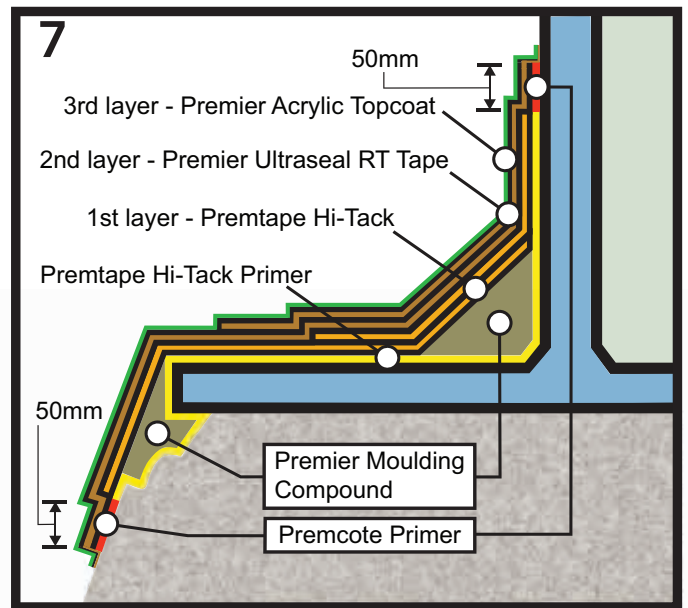 7
50mm
3rd layer - Premier Acrylic Topcoat
2nd layer - Premier Ultraseal RT Tape
1st layer - Premtape Hi-Tack
Premtape Hi-Tack Primer
50mm
Premier Moulding
Compound
Premcote Primer